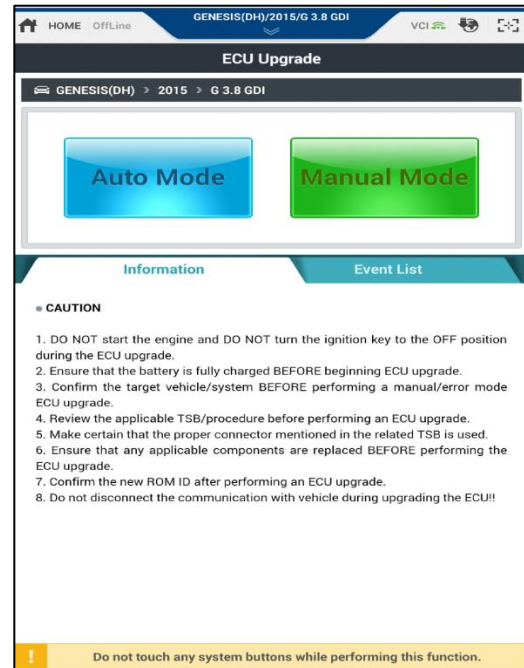 GENESIS(DH)/2015/G 3.8 GDI
HOME OffLine VCI
ECU Upgrade
GENESIS(DH) > 2015 > G 3.8 GDI
Auto Mode Manual Mode
Information Event List
● CAUTION
1. DO NOT start the engine and DO NOT turn the ignition key to the OFF position
during the ECU upgrade.
2. Ensure that the battery is fully charged BEFORE beginning ECU upgrade.
3. Confirm the target vehicle/system BEFORE performing a manual/error mode
ECU upgrade.
4. Review the applicable TSB/procedure before performing an ECU upgrade.
5. Make certain that the proper connector mentioned in the related TSB is used.
6. Ensure that any applicable components are replaced BEFORE performing the
ECU upgrade.
7. Confirm the new ROM ID after performing an ECU upgrade.
8. Do not disconnect the communication with vehicle during upgrading the ECU!!
! Do not touch any system buttons while performing this function.